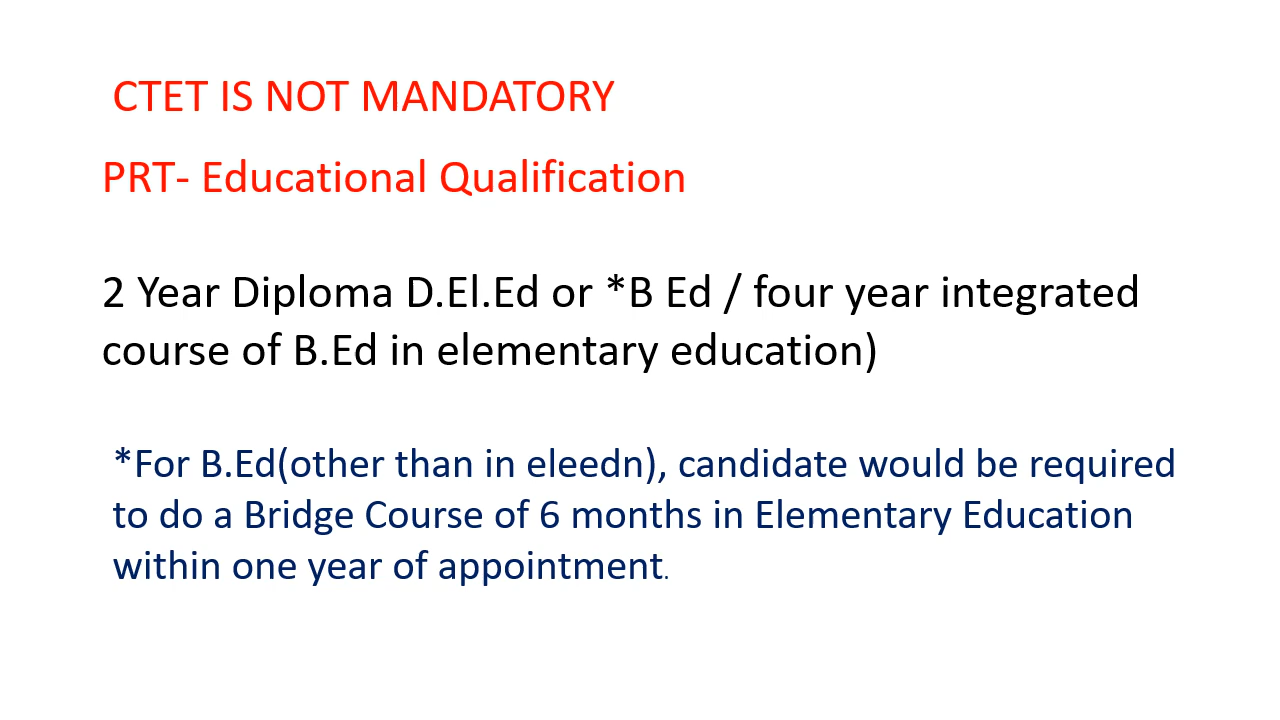 CTET IS NOT MANDATORY
PRT- Educational Qualification
2 Year Diploma D.El.Ed or *B Ed / four year integrated
course of B.Ed in elementary education)
*For B.Ed(other than in eleedn), candidate would be required
to do a Bridge Course of 6 months in Elementary Education
within one year of appointment.